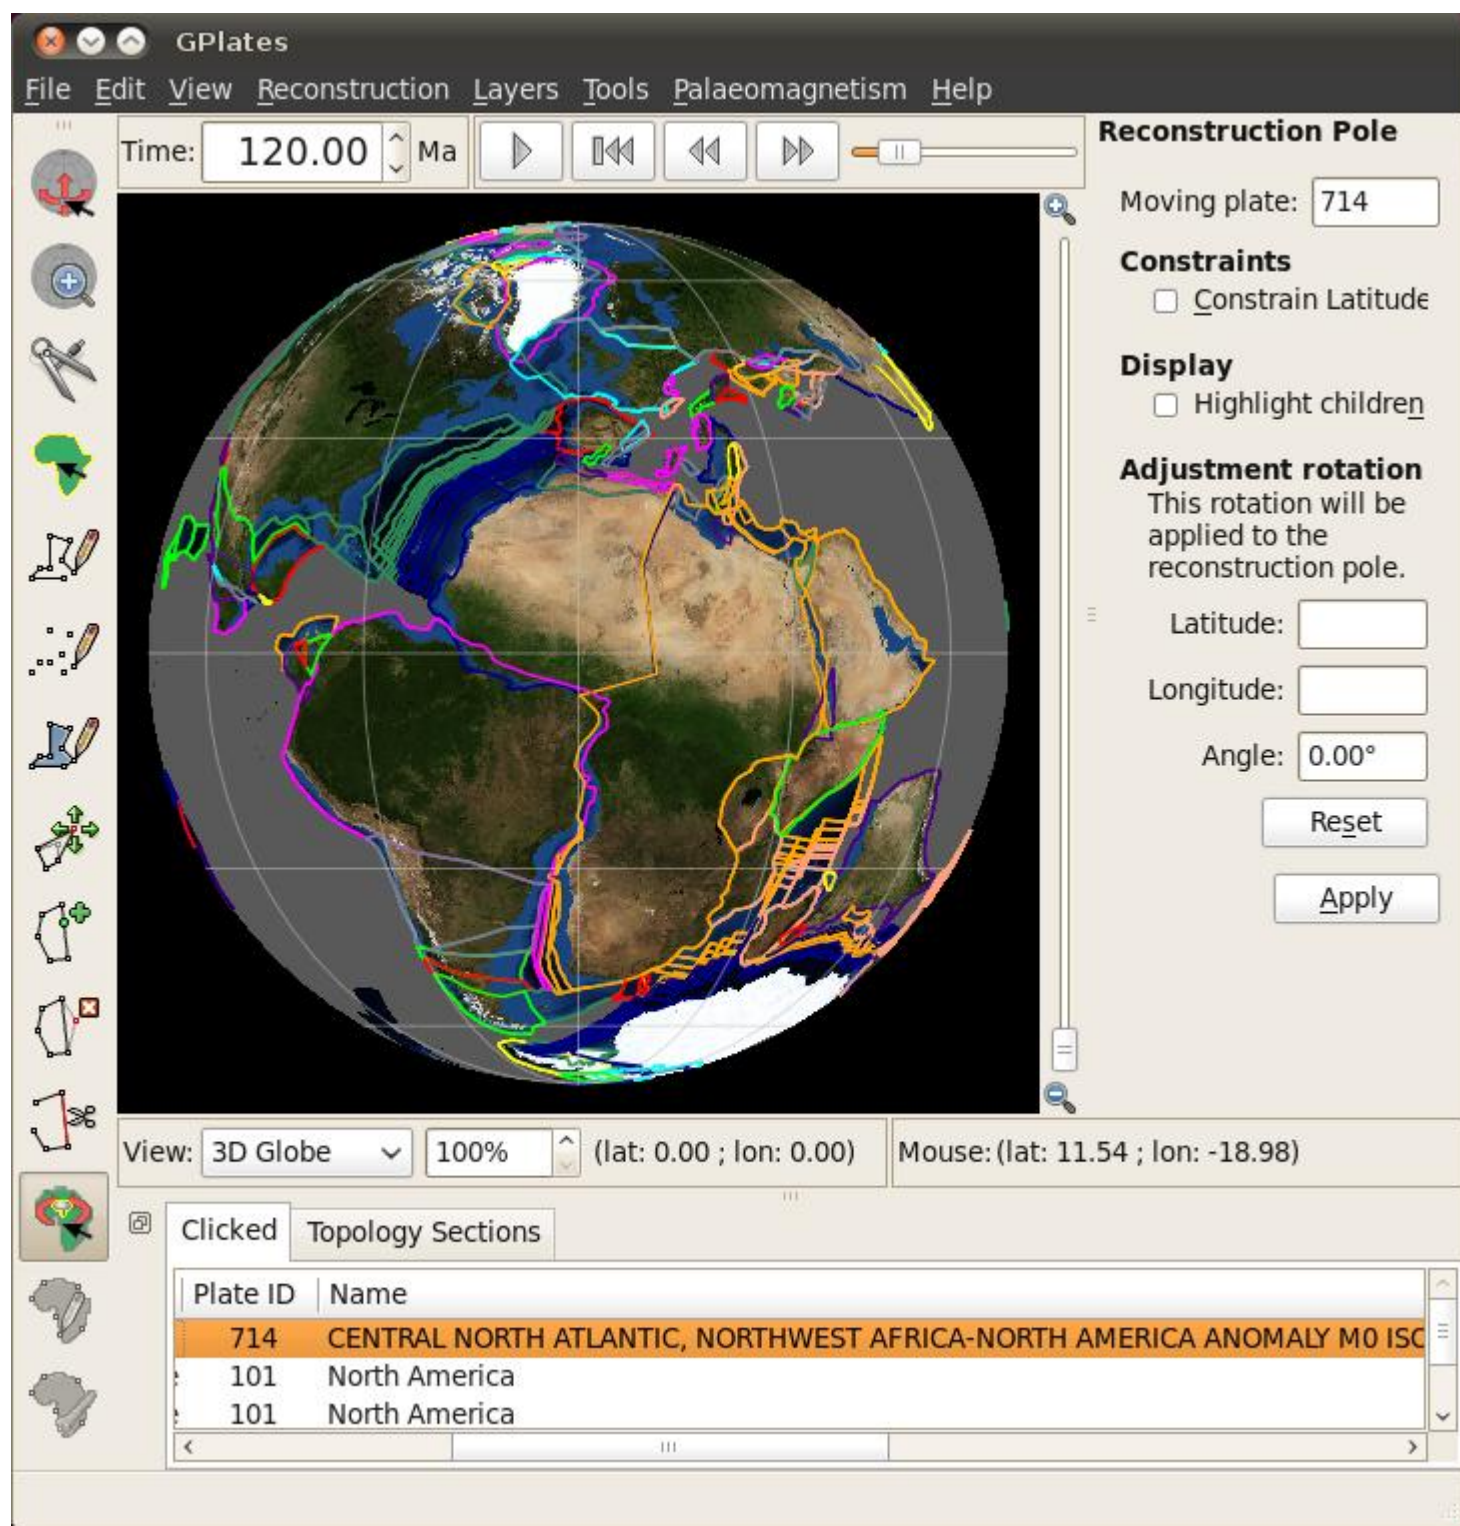 GPlates
File Edit View Reconstruction Layers Tools Palaeomagnetism Help
Time: 120.00 Ma
Reconstruction Pole
Moving plate: 714
Constraints
Constrain Latitude
Display
Highlight children
Adjustment rotation
This rotation will be
applied to the
reconstruction pole.
Latitude:
Longitude:
Angle: 0.00°
Reset
Apply
View: 3D Globe 100% (lat: 0.00 ; lon: 0.00) Mouse: (lat: 11.54 ; lon: -18.98)
Clicked Topology Sections
Plate ID Name
714 CENTRAL NORTH ATLANTIC, NORTHWEST AFRICA-NORTH AMERICA ANOMALY M0 ISO
101 North America
101 North America